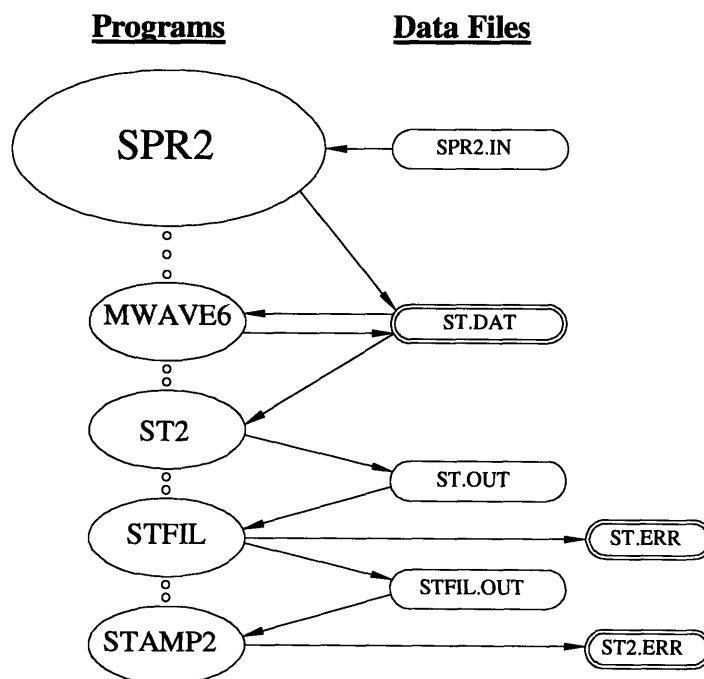 Programs Data Files
SPR2
SPR2.IN
MWAVE6
ST.DAT
ST2
ST.OUT
STFIL
ST.ERR
STFIL.OUT
STAMP2
ST2.ERR